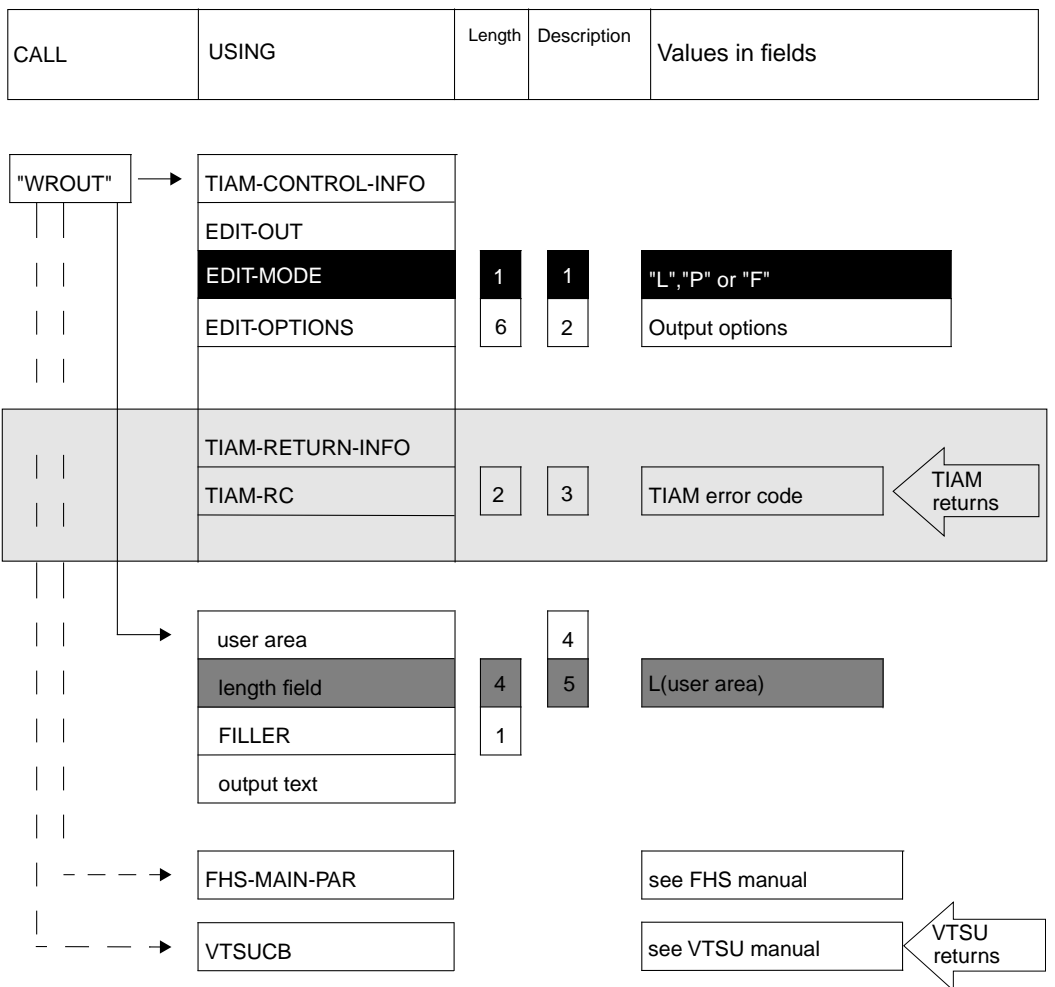 CALL USING Length Description Values in fields
"WROUT" TIAM-CONTROL-INFO
EDIT-OUT
EDIT-MODE 1 1 "L","P" or "F"
EDIT-OPTIONS 6 2 Output options
TIAM-RETURN-INFO
TIAM-RC 2 3 TIAM error code TIAM
returns
user area 4
length field 4 5 L(user area)
FILLER 1
output text
FHS-MAIN-PAR see FHS manual
VTSUCB see VTSU manual VTSU
returns